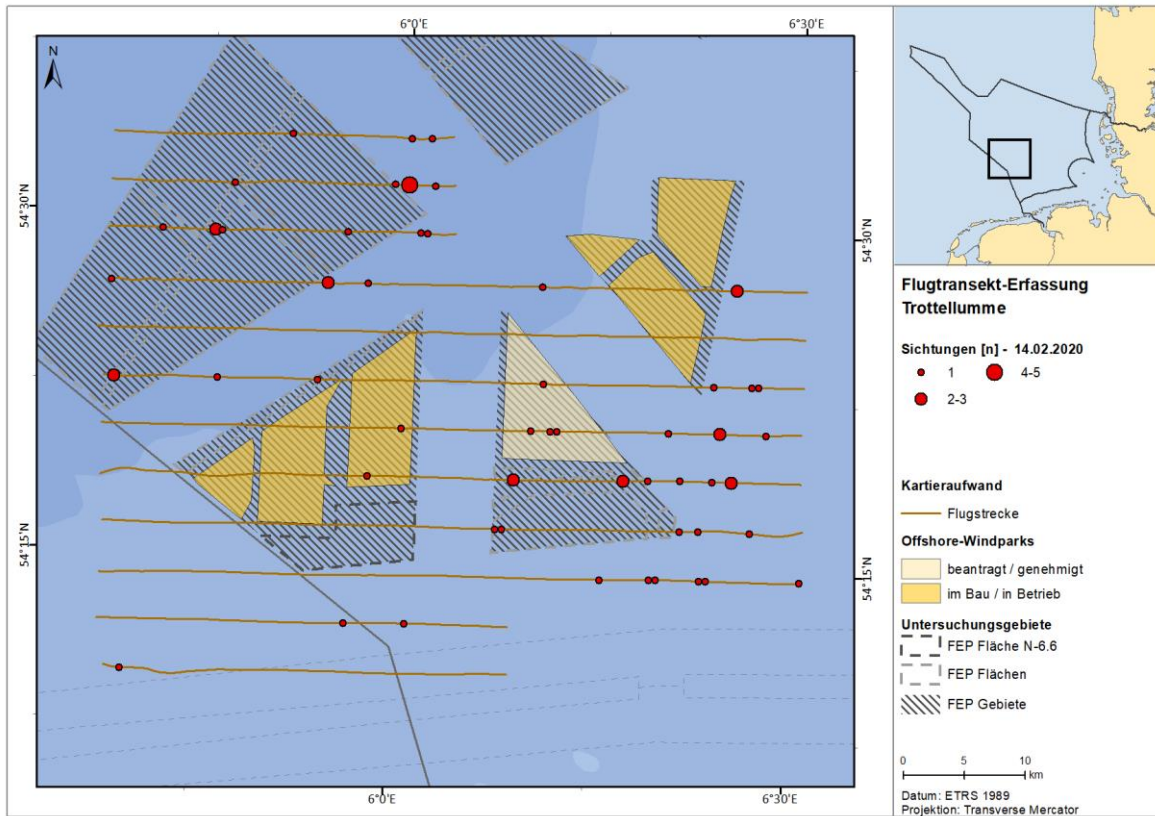 6°0'E
6°30'E
N
54°30'N
54°30'N
54°15'N
54°15'N
6°0'E
6°30'E
Flugtransekt-Erfassung
Trottellumme
Sichtungen [n] - 14.02.2020
1
4-5
2-3
Kartieraufwand
Flugstrecke
Offshore-Windparks
beantragt / genehmigt
im Bau / in Betrieb
Untersuchungsgebiete
FEP Fläche N-6.6
FEP Flächen
FEP Gebiete
0 5 10
km
Datum: ETRS 1989
Projektion: Transverse Mercator